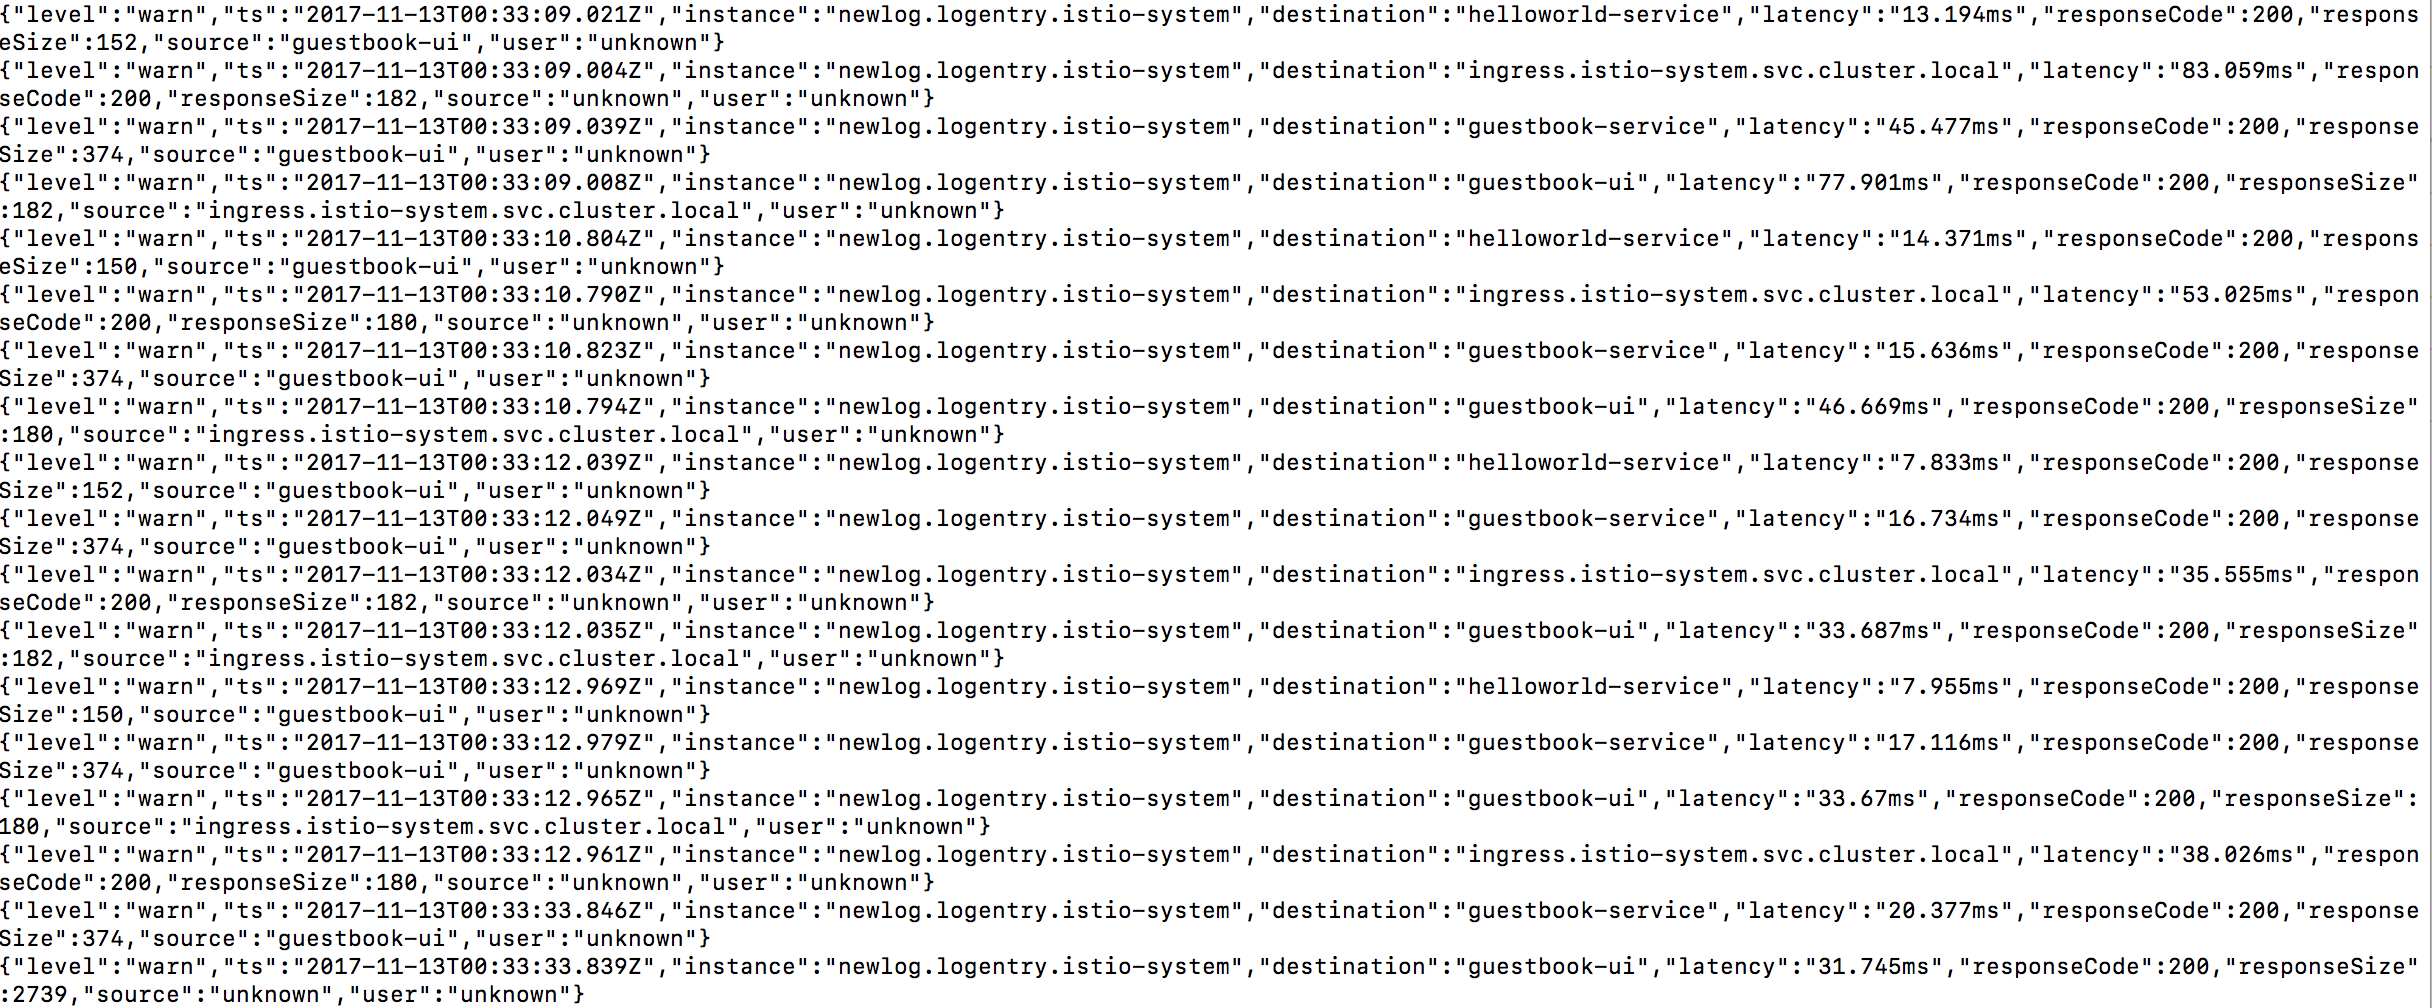 {"level":"warn","ts":"2017-11-13T00:33:09.021Z","instance":"newlog.logentry.istio-system","destination":"helloworld-service","latency":"13.194ms","responseCode":200,"respons
eSize":152,"source":"guestbook-ui","user":"unknown"}
{"level":"warn","ts":"2017-11-13T00:33:09.004Z","instance":"newlog.logentry.istio-system","destination":"ingress.istio-system.svc.cluster.local","latency":"83.059ms","respon
seCode":200,"responseSize":182,"source":"unknown","user":"unknown"}
{"level":"warn","ts":"2017-11-13T00:33:09.039Z","instance":"newlog.logentry.istio-system","destination":"guestbook-service","latency":"45.477ms","responseCode":200,"response
Size":374,"source":"guestbook-ui","user":"unknown"}
{"level":"warn","ts":"2017-11-13T00:33:09.008Z","instance":"newlog.logentry.istio-system","destination":"guestbook-ui","latency":"77.901ms","responseCode":200,"responseSize"
:182,"source":"ingress.istio-system.svc.cluster.local","user":"unknown"}
{"level":"warn","ts":"2017-11-13T00:33:10.804Z","instance":"newlog.logentry.istio-system","destination":"helloworld-service","latency":"14.371ms","responseCode":200,"respons
eSize":150,"source":"guestbook-ui","user":"unknown"}
{"level":"warn","ts":"2017-11-13T00:33:10.790Z","instance":"newlog.logentry.istio-system","destination":"ingress.istio-system.svc.cluster.local","latency":"53.025ms","respon
seCode":200,"responseSize":180,"source":"unknown","user":"unknown"}
{"level":"warn","ts":"2017-11-13T00:33:10.823Z","instance":"newlog.logentry.istio-system","destination":"guestbook-service","latency":"15.636ms","responseCode":200,"response
Size":374,"source":"guestbook-ui","user":"unknown"}
{"level":"warn","ts":"2017-11-13T00:33:10.794Z","instance":"newlog.logentry.istio-system","destination":"guestbook-ui","latency":"46.669ms","responseCode":200,"responseSize"
:180,"source":"ingress.istio-system.svc.cluster.local","user":"unknown"}
{"level":"warn","ts":"2017-11-13T00:33:12.039Z","instance":"newlog.logentry.istio-system","destination":"helloworld-service","latency":"7.833ms","responseCode":200,"response
Size":152,"source":"guestbook-ui","user":"unknown"}
{"level":"warn","ts":"2017-11-13T00:33:12.049Z","instance":"newlog.logentry.istio-system","destination":"guestbook-service","latency":"16.734ms","responseCode":200,"response
Size":374,"source":"guestbook-ui","user":"unknown"}
{"level":"warn","ts":"2017-11-13T00:33:12.034Z","instance":"newlog.logentry.istio-system","destination":"ingress.istio-system.svc.cluster.local","latency":"35.555ms","respon
seCode":200,"responseSize":182,"source":"unknown","user":"unknown"}
{"level":"warn","ts":"2017-11-13T00:33:12.035Z","instance":"newlog.logentry.istio-system","destination":"guestbook-ui","latency":"33.687ms","responseCode":200,"responseSize"
:182,"source":"ingress.istio-system.svc.cluster.local","user":"unknown"}
{"level":"warn","ts":"2017-11-13T00:33:12.969Z","instance":"newlog.logentry.istio-system","destination":"helloworld-service","latency":"7.955ms","responseCode":200,"response
Size":150,"source":"guestbook-ui","user":"unknown"}
{"level":"warn","ts":"2017-11-13T00:33:12.979Z","instance":"newlog.logentry.istio-system","destination":"guestbook-service","latency":"17.116ms","responseCode":200,"response
Size":374,"source":"guestbook-ui","user":"unknown"}
{"level":"warn","ts":"2017-11-13T00:33:12.965Z","instance":"newlog.logentry.istio-system","destination":"guestbook-ui","latency":"33.67ms","responseCode":200,"responseSize":
180,"source":"ingress.istio-system.svc.cluster.local","user":"unknown"}
{"level":"warn","ts":"2017-11-13T00:33:12.961Z","instance":"newlog.logentry.istio-system","destination":"ingress.istio-system.svc.cluster.local","latency":"38.026ms","respon
seCode":200,"responseSize":180,"source":"unknown","user":"unknown"}
{"level":"warn","ts":"2017-11-13T00:33:33.846Z","instance":"newlog.logentry.istio-system","destination":"guestbook-service","latency":"20.377ms","responseCode":200,"response
Size":374,"source":"guestbook-ui","user":"unknown"}
{"level":"warn","ts":"2017-11-13T00:33:33.839Z","instance":"newlog.logentry.istio-system","destination":"guestbook-ui","latency":"31.745ms","responseCode":200,"responseSize"
:2739,"source":"unknown","user":"unknown"}